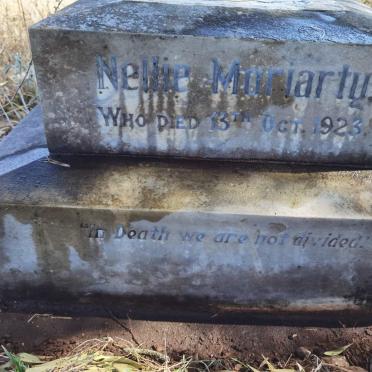 Nellie Moriarty
WHO DIED 13TH OCT. 1923.
"In Death we are not divided."